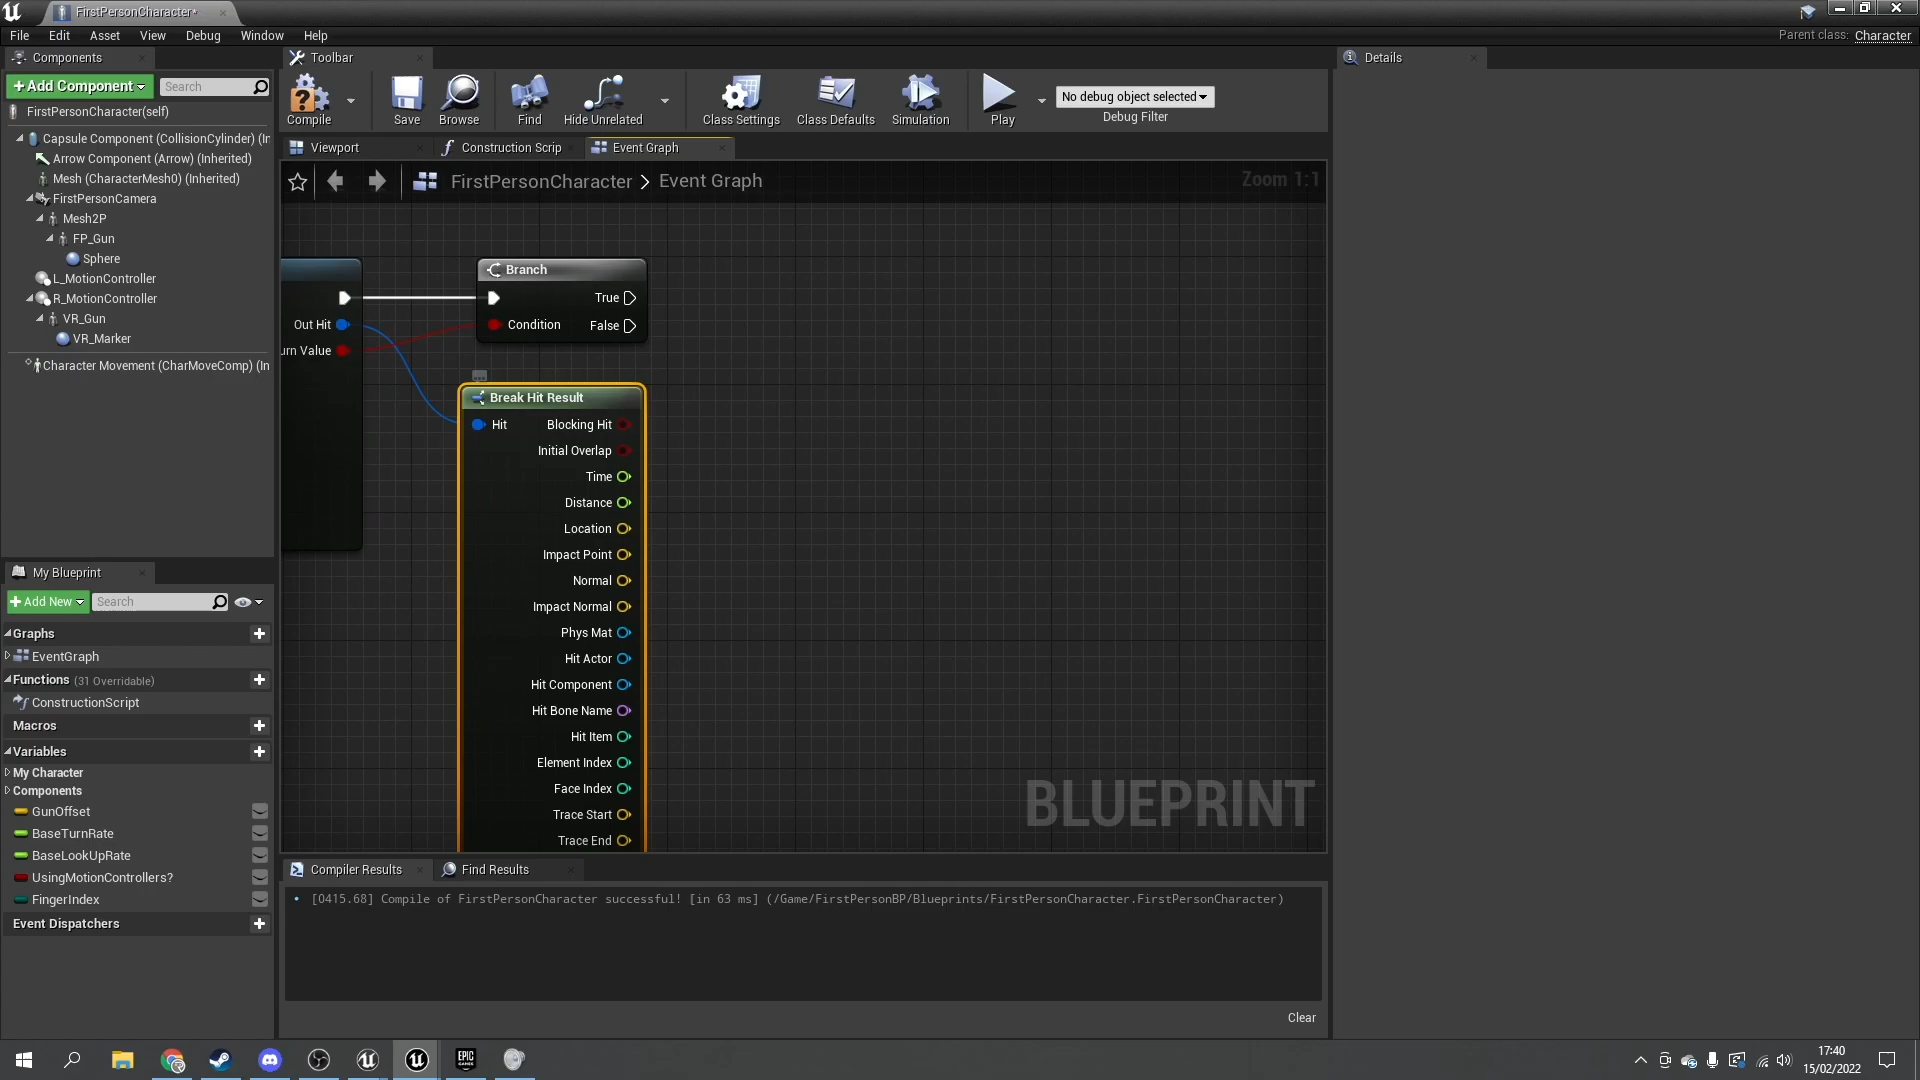 FirstPersonCharacter*
File Edit Asset View Debug Window Help
Parent class: Character
Components
Toolbar
Details
+Add Component
Search
Compile
Save
Browse
Find
Hide Unrelated
Class Settings
Class Defaults
Simulation
Play
No debug object selected
Debug Filter
FirstPersonCharacter(self)
Capsule Component (CollisionCylinder) (In
Arrow Component (Arrow) (Inherited)
Mesh (CharacterMesh0) (Inherited)
FirstPersonCamera
Mesh2P
FP_Gun
Sphere
L_MotionController
R_MotionController
VR_Gun
VR_Marker
Character Movement (CharMoveComp) (In
Viewport
Construction Scrip
Event Graph
FirstPersonCharacter > Event Graph
Zoom 1:1
Out Hit
urn Value
Branch
True
Condition
False
Break Hit Result
Hit
Blocking Hit
Initial Overlap
Time
Distance
Location
Impact Point
Normal
Impact Normal
Phys Mat
Hit Actor
Hit Component
Hit Bone Name
Hit Item
Element Index
Face Index
Trace Start
Trace End
BLUEPRINT
My Blueprint
+Add New
Search
Graphs
EventGraph
Functions (31 Overridable)
ConstructionScript
Macros
Variables
My Character
Components
GunOffset
BaseTurnRate
BaseLookUpRate
UsingMotionControllers?
FingerIndex
Event Dispatchers
Compiler Results
Find Results
[0415.68] Compile of FirstPersonCharacter successful! [in 63 ms] (/Game/FirstPersonBP/Blueprints/FirstPersonCharacter.FirstPersonCharacter)
Clear
EPIC
GAMES
17:40
15/02/2022